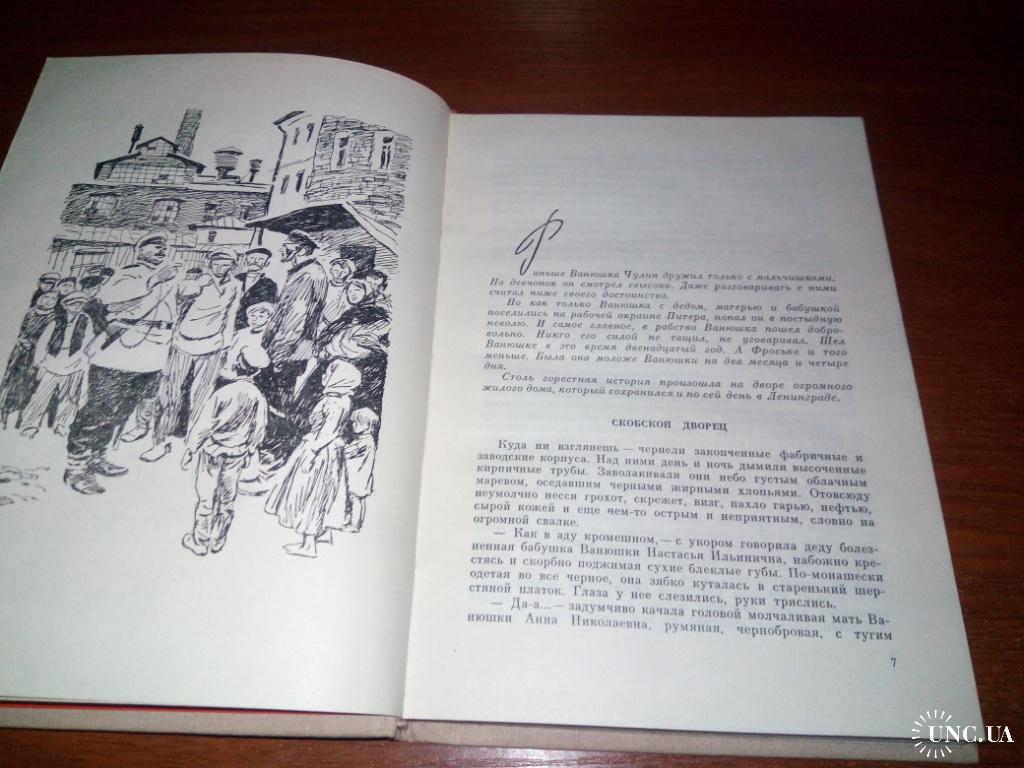 Раньше Ванюшка Чулин дружил только с мальчишками.
На девчонок он смотрел свысока. Даже разговаривать с ними
считал ниже своего достоинства.
Но как только Ванюшка с дедом, матерью и бабушкой
поселились на рабочей окраине Питера, попал он в постыдную
неволю. И самое главное, в рабство Ванюшка пошел добро-
вольно. Никто его силой не тащил, не уговаривал. Шел
Ванюшке в это время двенадцатый год. А Фроське и того
меньше. Была она моложе Ванюшки на два месяца и четыре
дня.
Столь горестная история произошла на дворе огромного
жилого дома, который сохранился и по сей день в Ленинграде.
СКОБСКОЙ ДВОРЕЦ
Куда ни взглянешь — чернели закопченные фабричные и
заводские корпуса. Над ними день и ночь дымили высоченные
кирпичные трубы. Заволакивали они небо густым облачным
маревом, оседавшим черными жирными хлопьями. Отовсюду
неумолчно несся грохот, скрежет, визг, пахло гарью, нефтью,
сырой кожей и еще чем-то острым и неприятным, словно на
огромной свалке.
— Как в аду кромешном,— с укором говорила деду болез-
ненная бабушка Ванюшки Настасья Ильинична, набожно кре-
стясь и скорбно поджимая сухие блеклые губы. По-монашески
одетая во все черное, она зябко куталась в старенький шер-
стяной платок. Глаза у нее слезились, руки тряслись.
— Да-а...— задумчиво качала головой молчаливая мать Ва-
нюшки Анна Николаевна, румяная, чернобровая, с тугим
7
UNC.UA